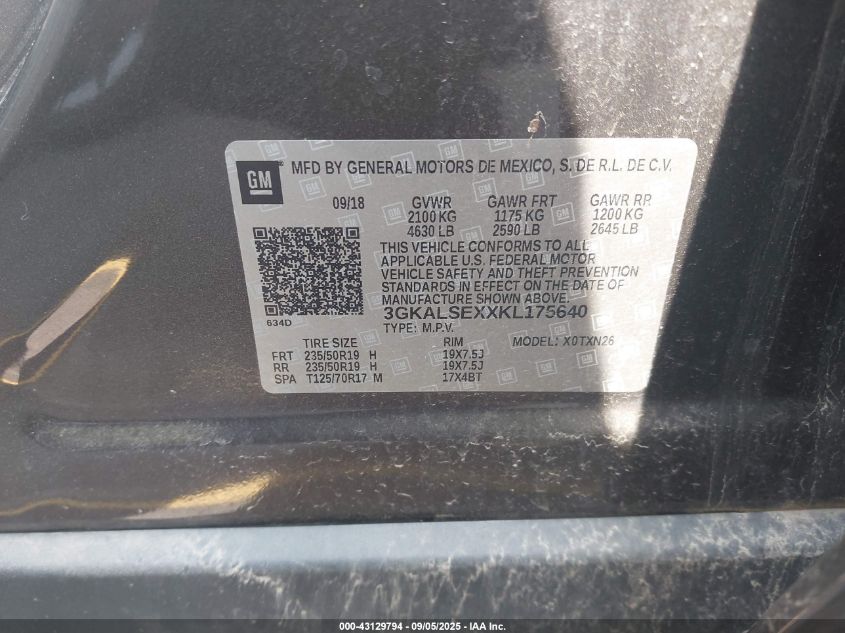 GM
MFD BY GENERAL MOTORS DE MEXICO, S. DE R.L. DE C.V.
09/18 GVWR GAWR FRT GAWR RR
2100 KG 1175 KG 1200 KG
4630 LB 2590 LB 2645 LB
THIS VEHICLE CONFORMS TO ALL
APPLICABLE U.S. FEDERAL MOTOR
VEHICLE SAFETY AND THEFT PREVENTION
STANDARDS IN EFFECT ON THE DATE OF
MANUFACTURE SHOWN ABOVE.
634D
3GKALSEXXKL175640
TYPE: M.P.V. MODEL: X0TXN26
TIRE SIZE RIM
FRT 235/50R19 H 19X7.5J
RR 235/50R19 H 19X7.5J
SPA T125/70R17 M 17X4BT
000-43129794 - 09/05/2025 - IAA Inc.